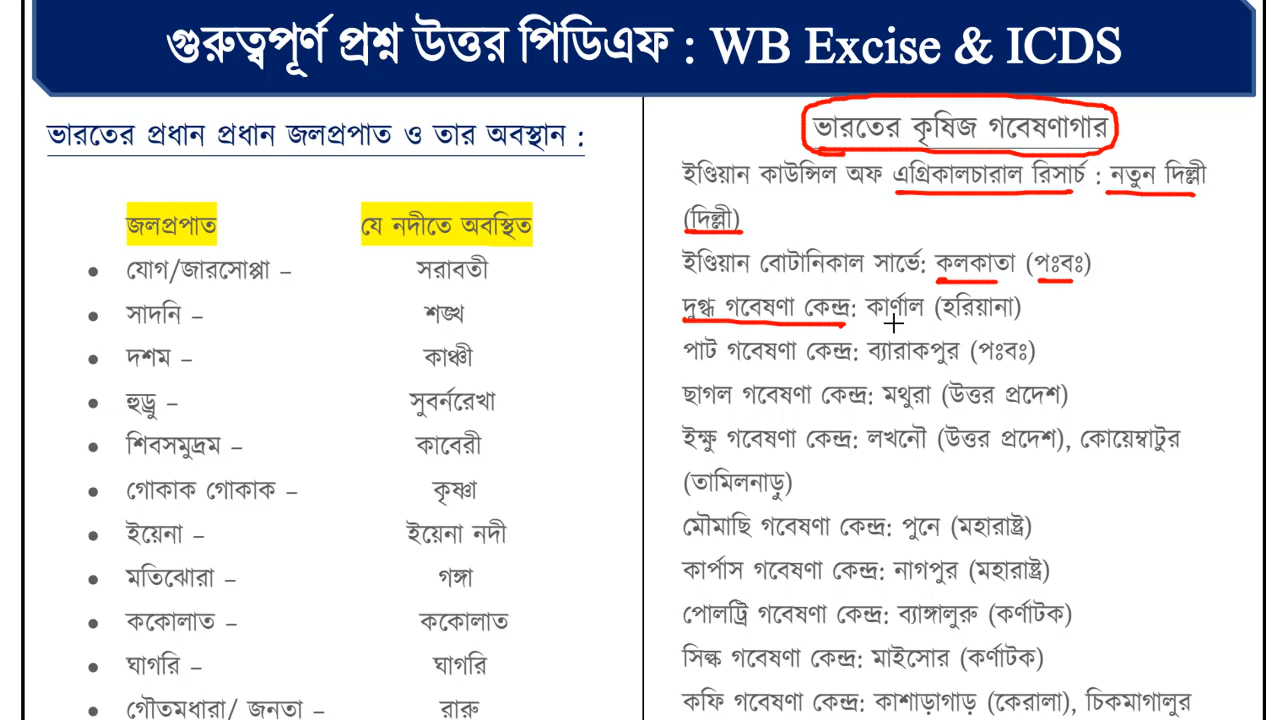 গুরুত্বপূর্ণ প্রশ্ন উত্তর পিডিএফ : WB Excise & ICDS
ভারতের প্রধান প্রধান জলপ্রপাত ও তার অবস্থান :
জলপ্রপাত যে নদীতে অবস্থিত
• যোগ/জারসোপ্পা – সরাবতী
• সাদনি – শঙ্খ
• দশম – কাঞ্চী
• হুড্রু – সুবর্নরেখা
• শিবসমুদ্রম – কাবেরী
• গোকাক গোকাক – কৃষ্ণা
• ইয়েনা – ইয়েনা নদী
• মতিঝোরা – গঙ্গা
• ককোলাত – ককোলাত
• ঘাগরি – ঘাগরি
• গৌতমধারা/ জনতা – রারু
ভারতের কৃষিজ গবেষণাগার
ইণ্ডিয়ান কাউন্সিল অফ এগ্রিকালচারাল রিসার্চ : নতুন দিল্লী
(দিল্লী)
ইণ্ডিয়ান বোটানিকাল সার্ভে: কলকাতা (পঃবঃ)
দুগ্ধ গবেষণা কেন্দ্র: কার্ণাল (হরিয়ানা)
পাট গবেষণা কেন্দ্র: ব্যারাকপুর (পঃবঃ)
ছাগল গবেষণা কেন্দ্র: মথুরা (উত্তর প্রদেশ)
ইক্ষু গবেষণা কেন্দ্র: লখনৌ (উত্তর প্রদেশ), কোয়েম্বাটুর
(তামিলনাড়ু)
মৌমাছি গবেষণা কেন্দ্র: পুনে (মহারাষ্ট্র)
কার্পাস গবেষণা কেন্দ্র: নাগপুর (মহারাষ্ট্র)
পোলট্রি গবেষণা কেন্দ্র: ব্যাঙ্গালুরু (কর্ণাটক)
সিল্ক গবেষণা কেন্দ্র: মাইসোর (কর্ণাটক)
কফি গবেষণা কেন্দ্র: কাশাড়াগাড় (কেরালা), চিকমাগালুর